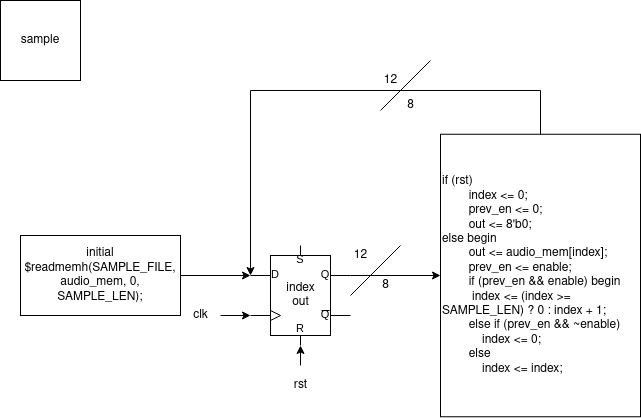 sample
12
8
if (rst)
index <= 0;
prev_en <= 0;
out <= 8'b0;
else begin
out <= audio_mem[index];
prev_en <= enable;
if (prev_en && enable) begin
index <= (index >=
SAMPLE_LEN) ? 0 : index + 1;
else if (prev_en && ~enable)
index <= 0;
else
index <= index;
initial
$readmemh(SAMPLE_FILE,
audio_mem, 0,
SAMPLE_LEN);
S
D
Q
index
out
Q̅
R
12
8
clk
rst